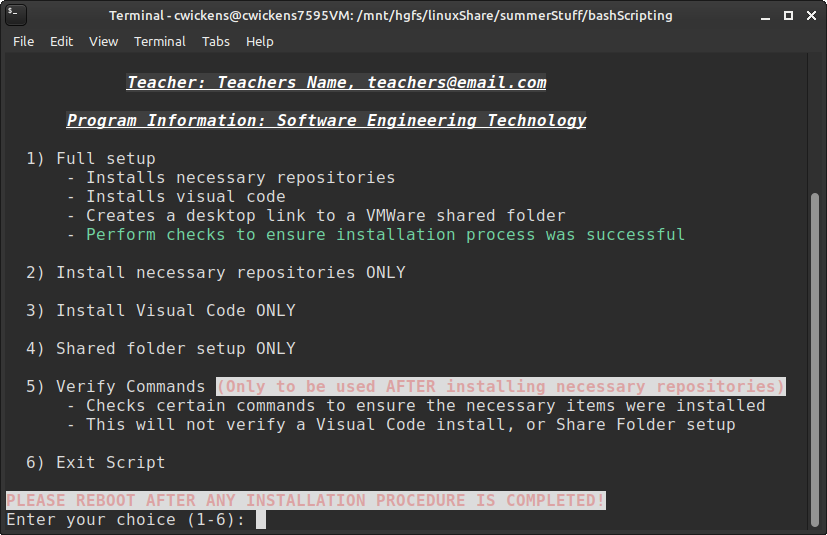 Terminal - cwickens@cwickens7595VM: /mnt/hgfs/linuxShare/summerStuff/bashScripting
File Edit View Terminal Tabs Help
Teacher: Teachers Name, teachers@email.com
Program Information: Software Engineering Technology
1) Full setup
- Installs necessary repositories
- Installs visual code
- Creates a desktop link to a VMWare shared folder
- Perform checks to ensure installation process was successful
2) Install necessary repositories ONLY
3) Install Visual Code ONLY
4) Shared folder setup ONLY
5) Verify Commands (Only to be used AFTER installing necessary repositories)
- Checks certain commands to ensure the necessary items were installed
- This will not verify a Visual Code install, or Share Folder setup
6) Exit Script
PLEASE REBOOT AFTER ANY INSTALLATION PROCEDURE IS COMPLETED!
Enter your choice (1-6):